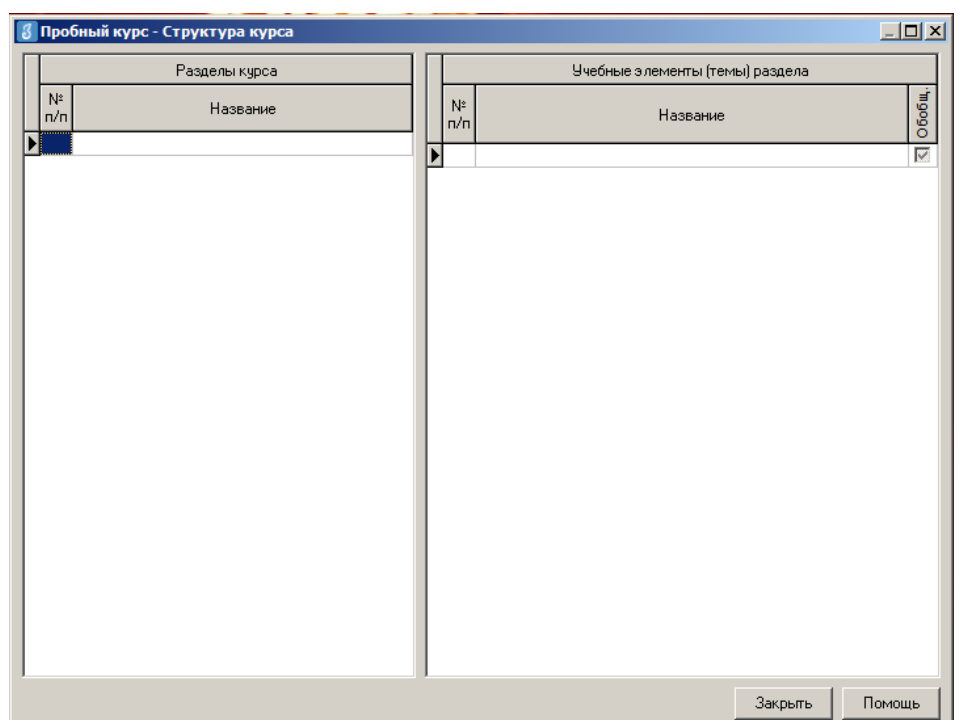 Пробный курс - Структура курса
Разделы курса
№ п/п
Название
Учебные элементы (темы) раздела
№ п/п
Название
Обобщ.
Закрыть
Помощь